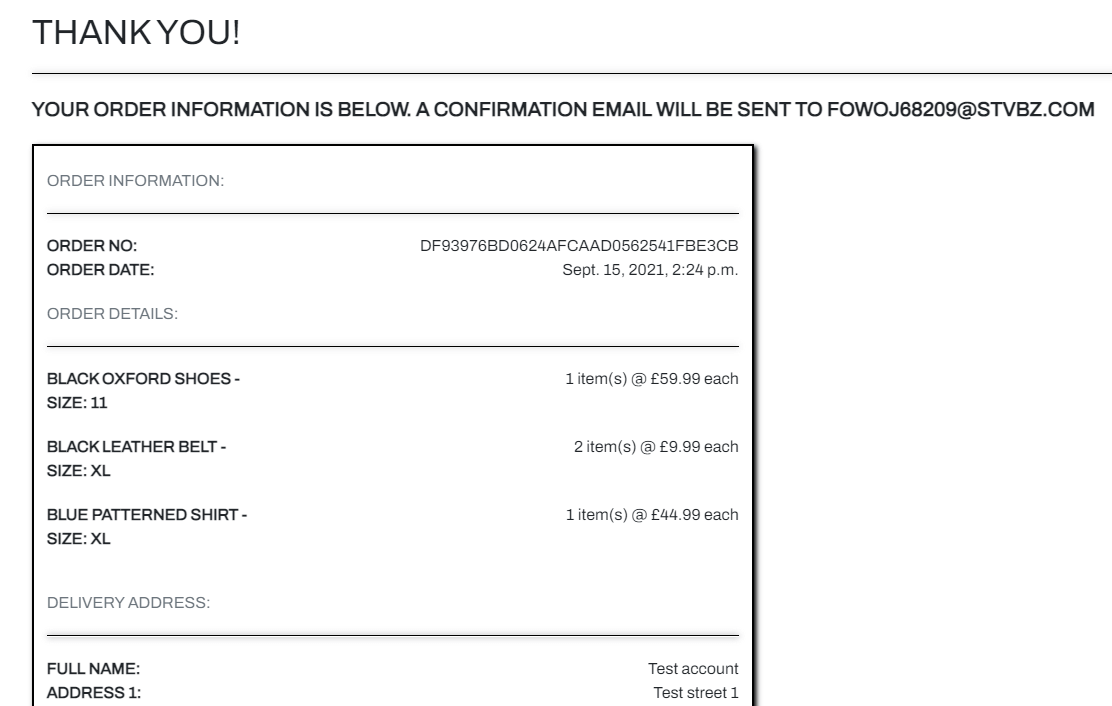 THANK YOU!
YOUR ORDER INFORMATION IS BELOW. A CONFIRMATION EMAIL WILL BE SENT TO FOWOJ68209@STVBZ.COM
ORDER INFORMATION:
ORDER NO: DF93976BD0624AFCAAD0562541FBE3CB
ORDER DATE: Sept. 15, 2021, 2:24 p.m.
ORDER DETAILS:
BLACK OXFORD SHOES - 1 item(s) @ £59.99 each
SIZE: 11
BLACK LEATHER BELT - 2 item(s) @ £9.99 each
SIZE: XL
BLUE PATTERNED SHIRT - 1 item(s) @ £44.99 each
SIZE: XL
DELIVERY ADDRESS:
FULL NAME: Test account
ADDRESS 1: Test street 1